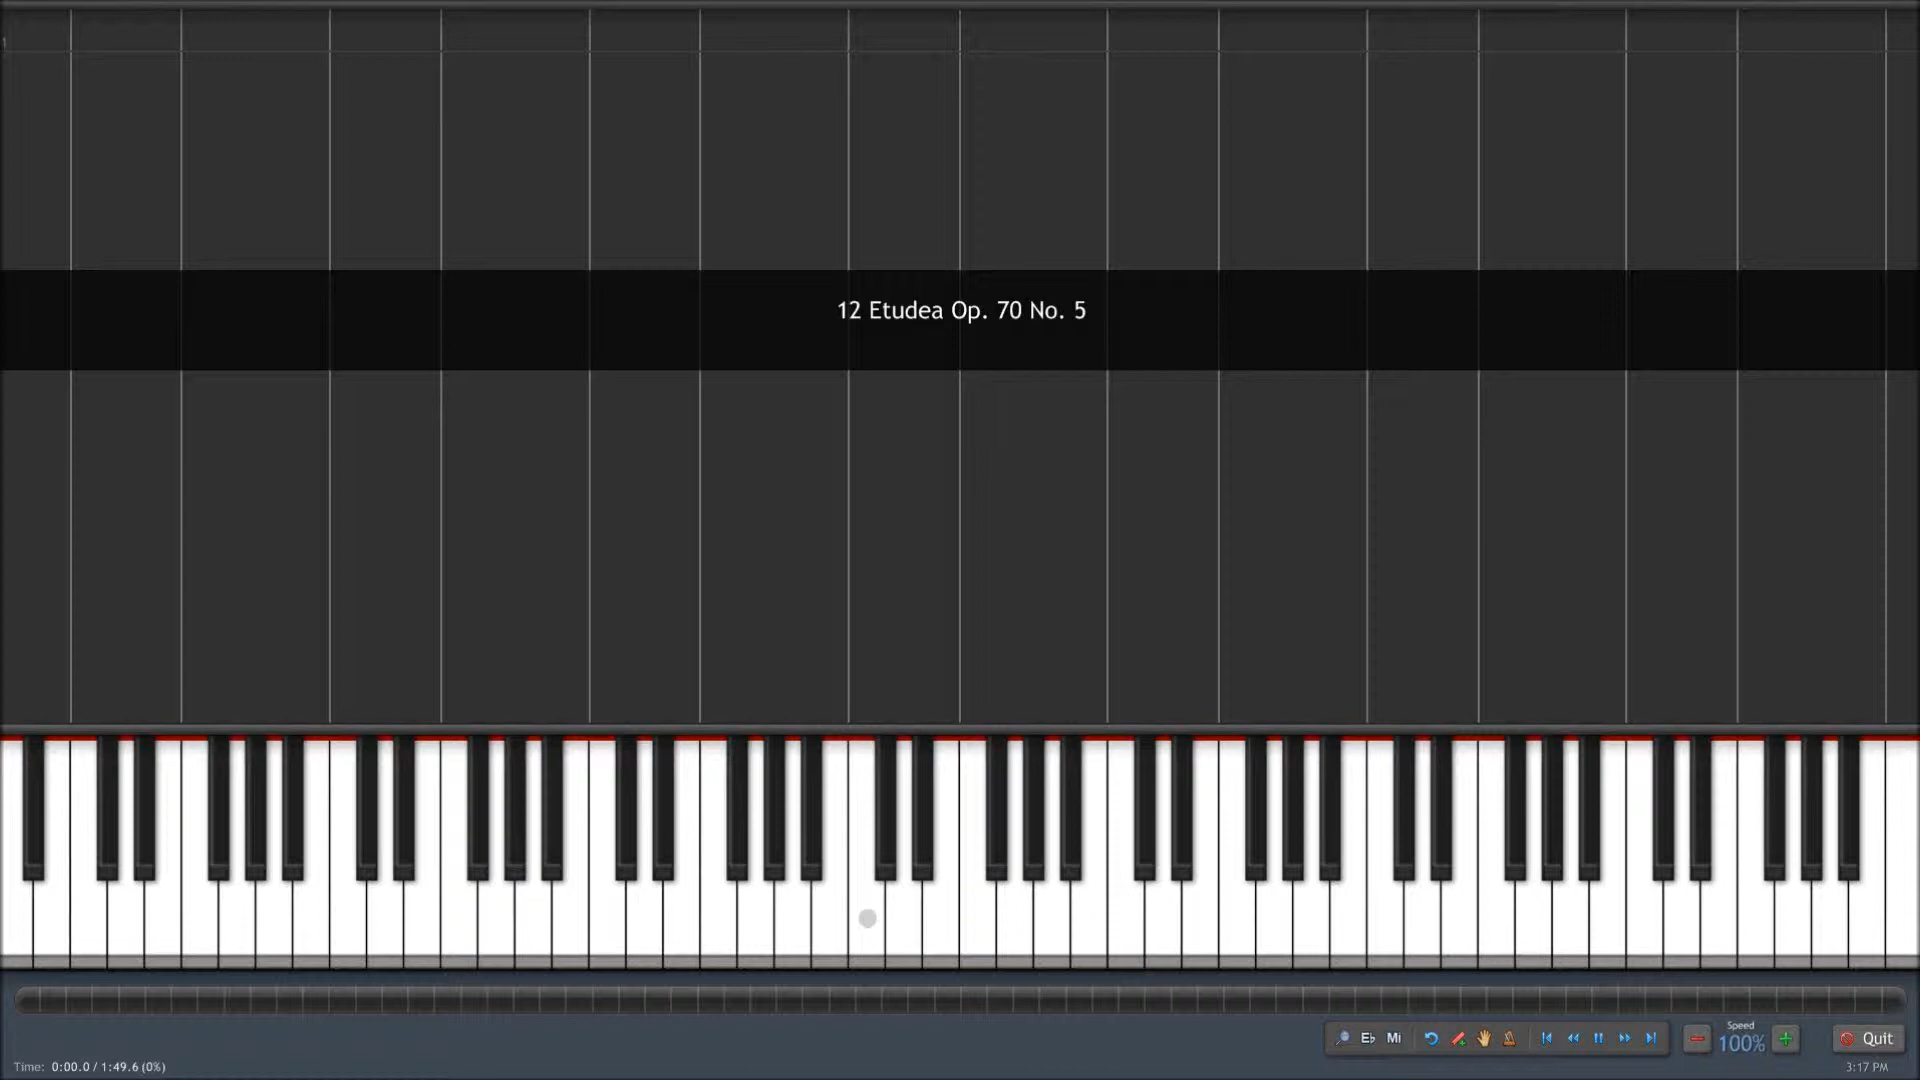 12 Etudea Op. 70 No. 5
E♭ Mi
Speed
100%
Quit
Time: 0:00.0 / 1:49.6 (0%)
3:17 PM